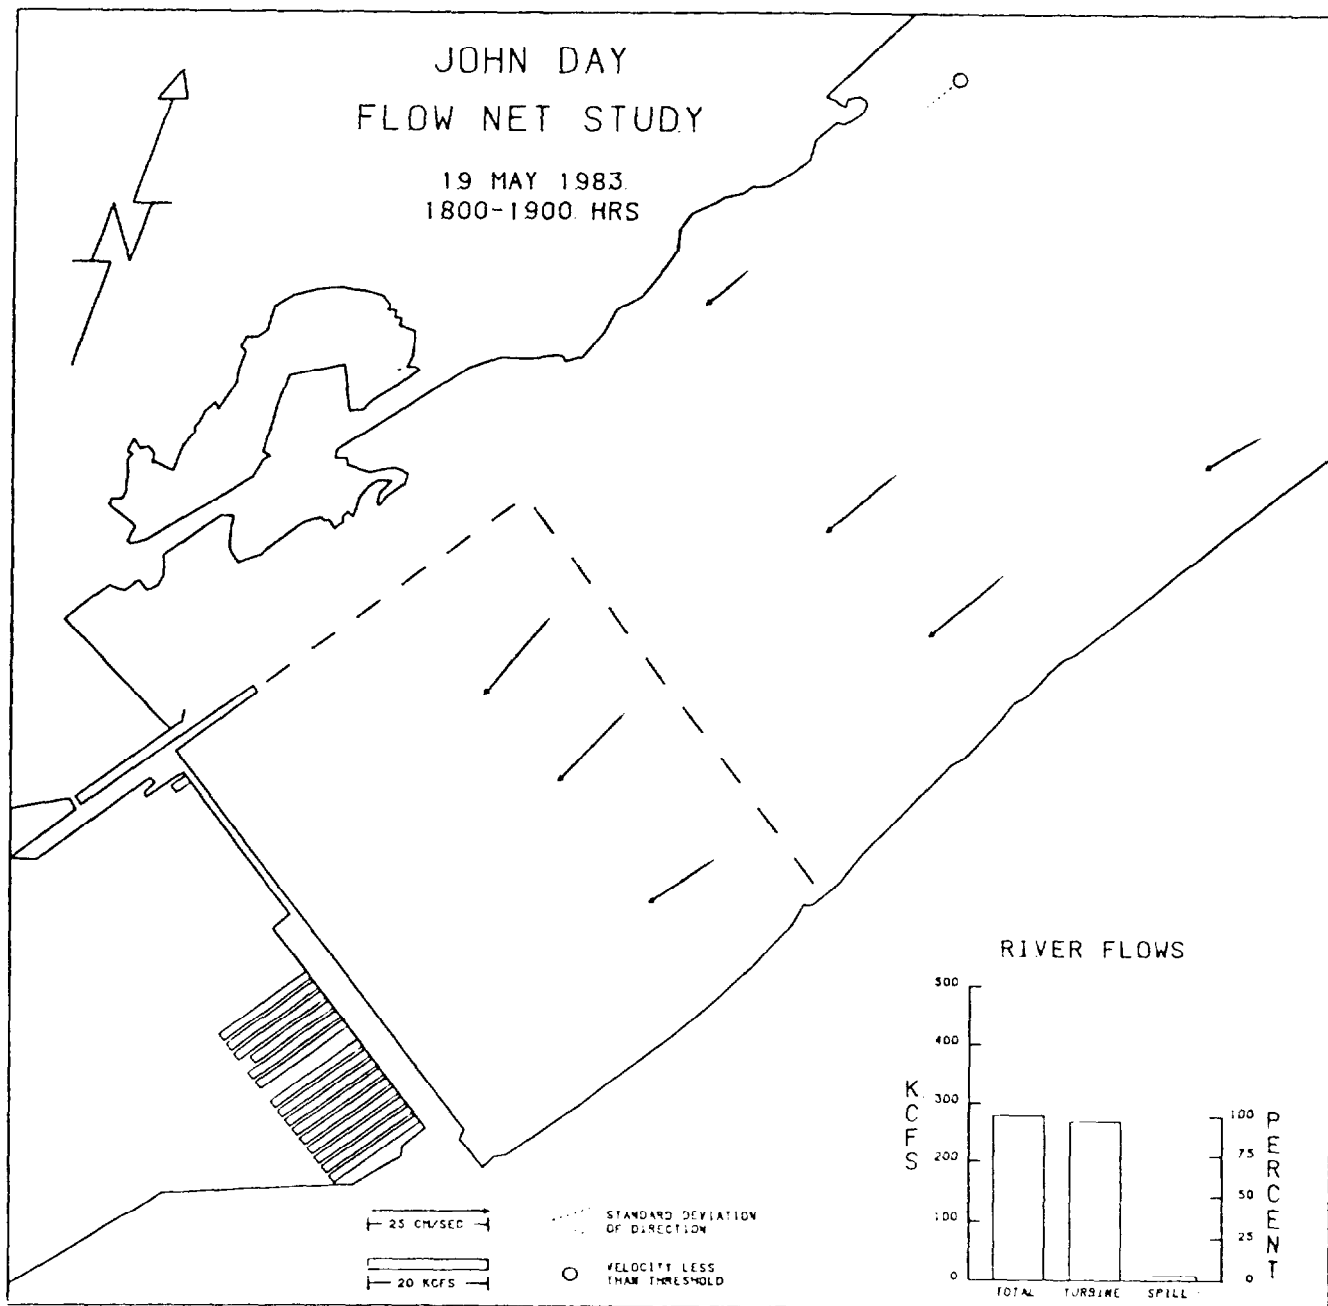 JOHN DAY
FLOW NET STUDY
19 MAY 1983
1800-1900 HRS
RIVER FLOWS
500
400
300
200
100
0
KCFS
100
75
50
25
0
PERCENT
TOTAL TURBINE SPILL
25 CM/SEC
STANDARD DEVIATION
OF DIRECTION
20 KCFS
VELOCITY LESS
THAN THRESHOLD